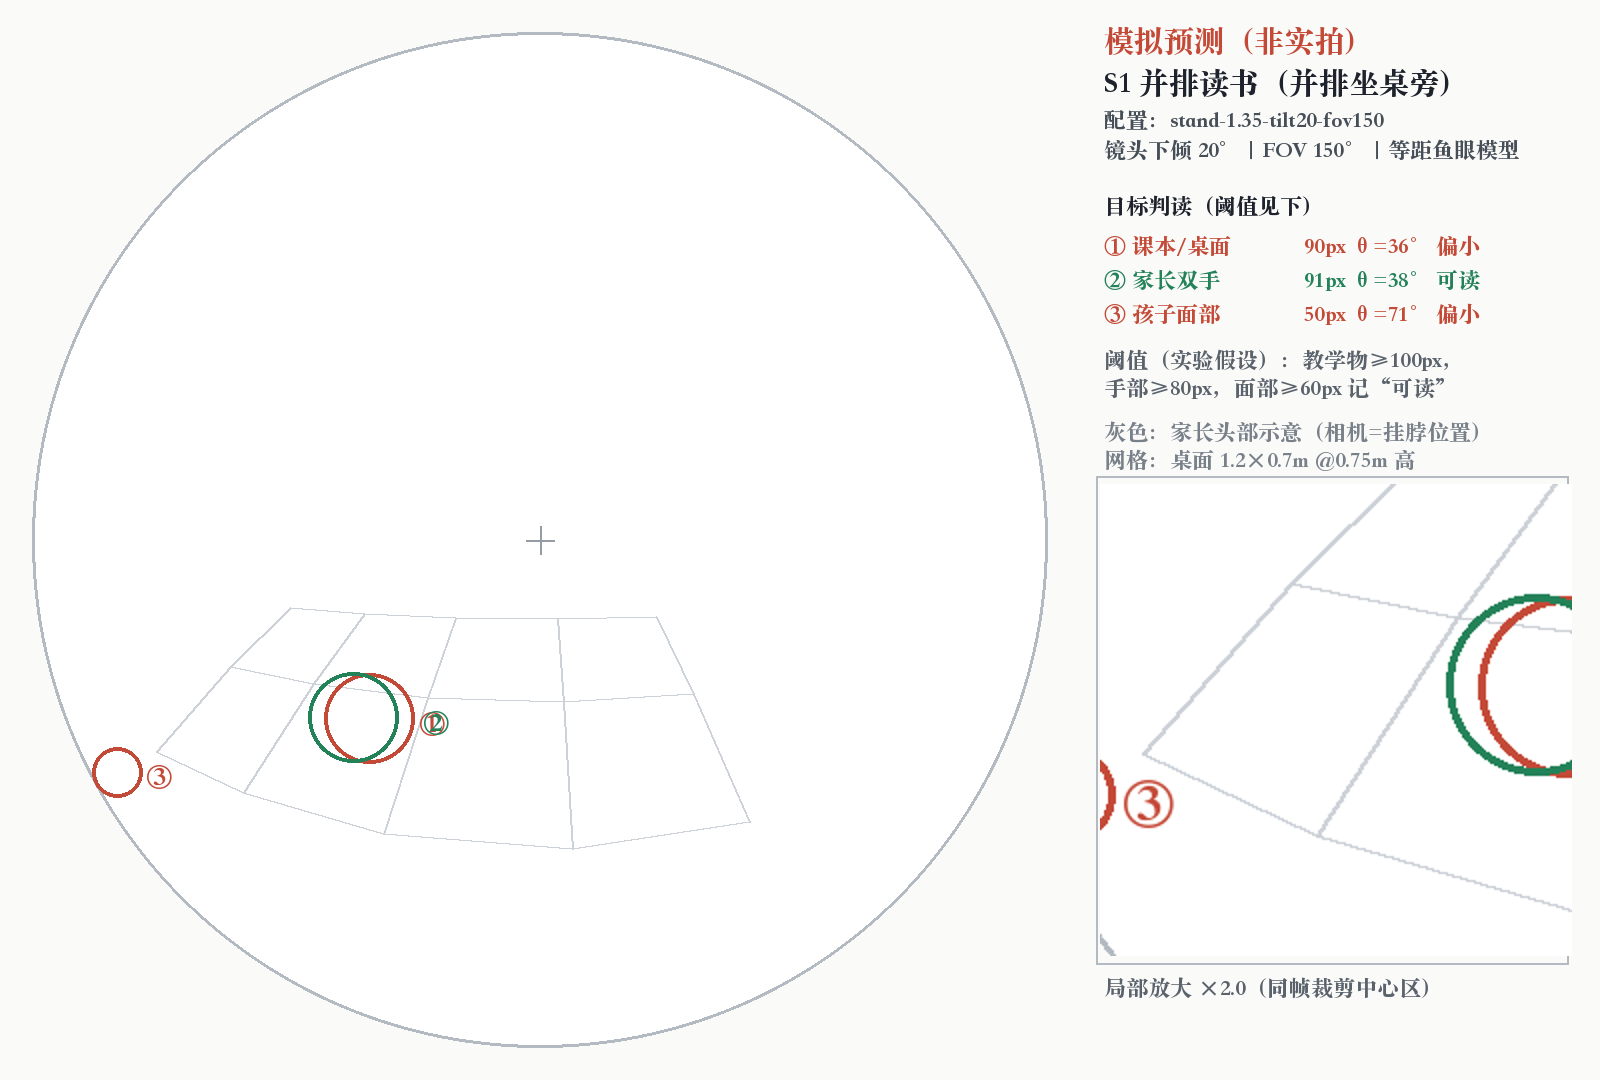 模拟预测（非实拍）
S1 并排读书（并排坐桌旁）
配置：stand-1.35-tilt20-fov150
镜头下倾 20° | FOV 150° | 等距鱼眼模型
目标判读（阈值见下）
① 课本/桌面 90px θ=36° 偏小
② 家长双手 91px θ=38° 可读
③ 孩子面部 50px θ=71° 偏小
阈值（实验假设）：教学物≥100px，
手部≥80px，面部≥60px 记“可读”
灰色：家长头部示意（相机=挂脖位置）
网格：桌面 1.2×0.7m @0.75m 高
①②
③
③
局部放大 ×2.0（同帧裁剪中心区）